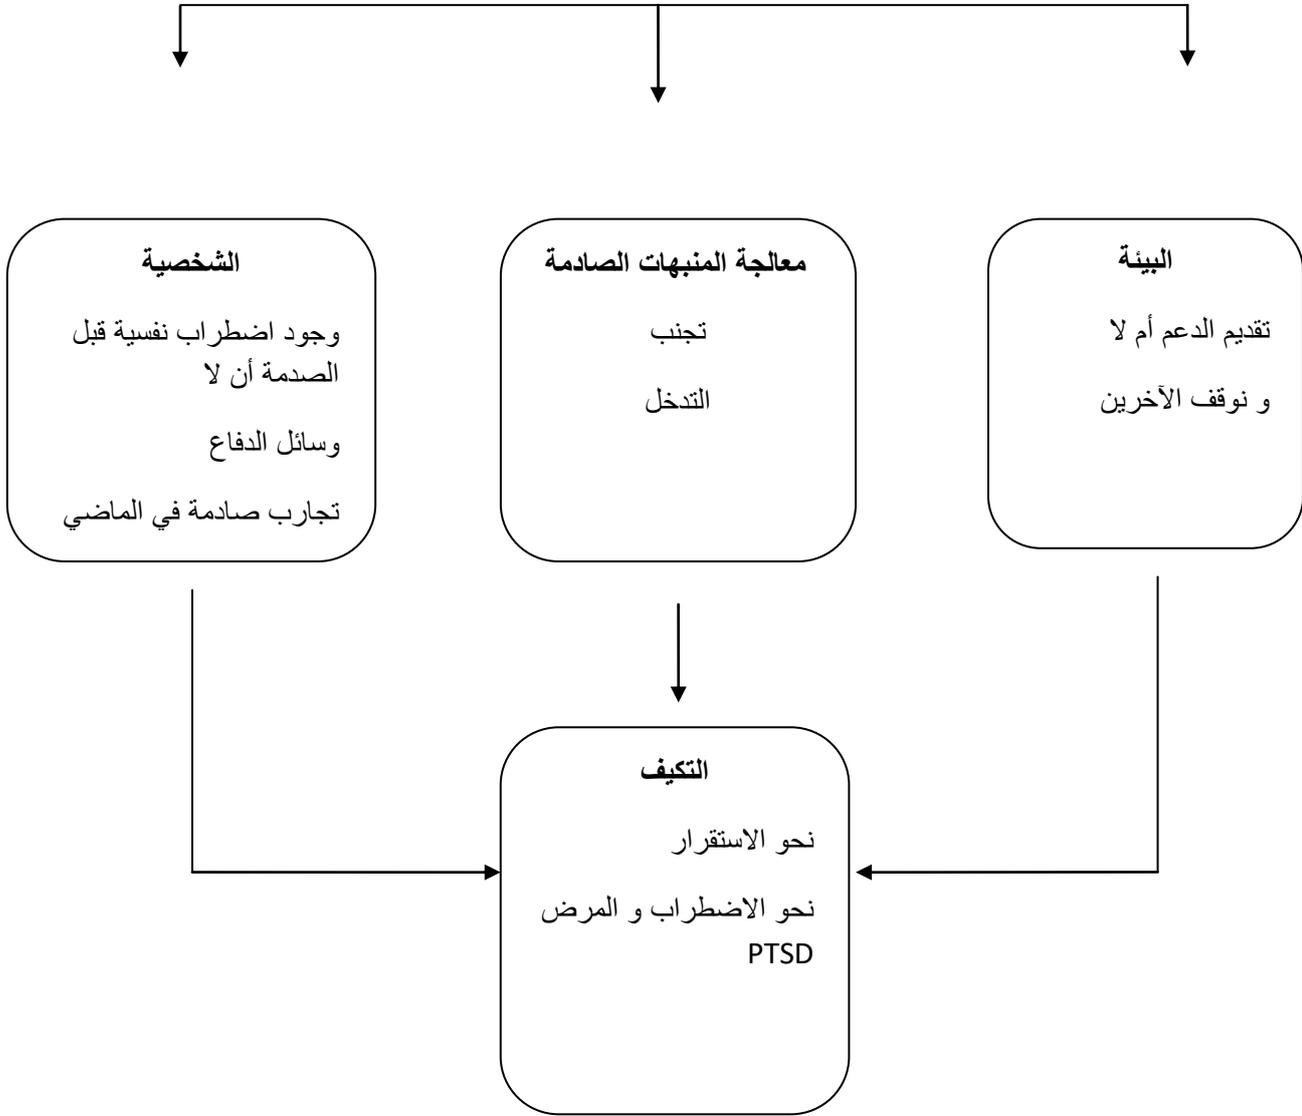 البيئة
تقديم الدعم أم لا
و نوقف الآخرين
معالجة المنبهات الصادمة
تجنب
التدخل
الشخصية
وجود اضطراب نفسية قبل
الصدمة أن لا
وسائل الدفاع
تجارب صادمة في الماضي
التكيف
نحو الاستقرار
نحو الاضطراب و المرض
PTSD